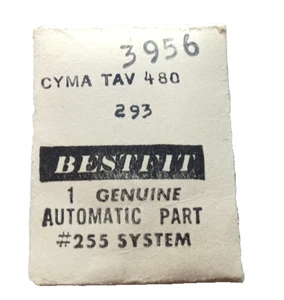 3956
CYMA TAV 480
293
BESTFIT
1 GENUINE
AUTOMATIC PART
#255 SYSTEM